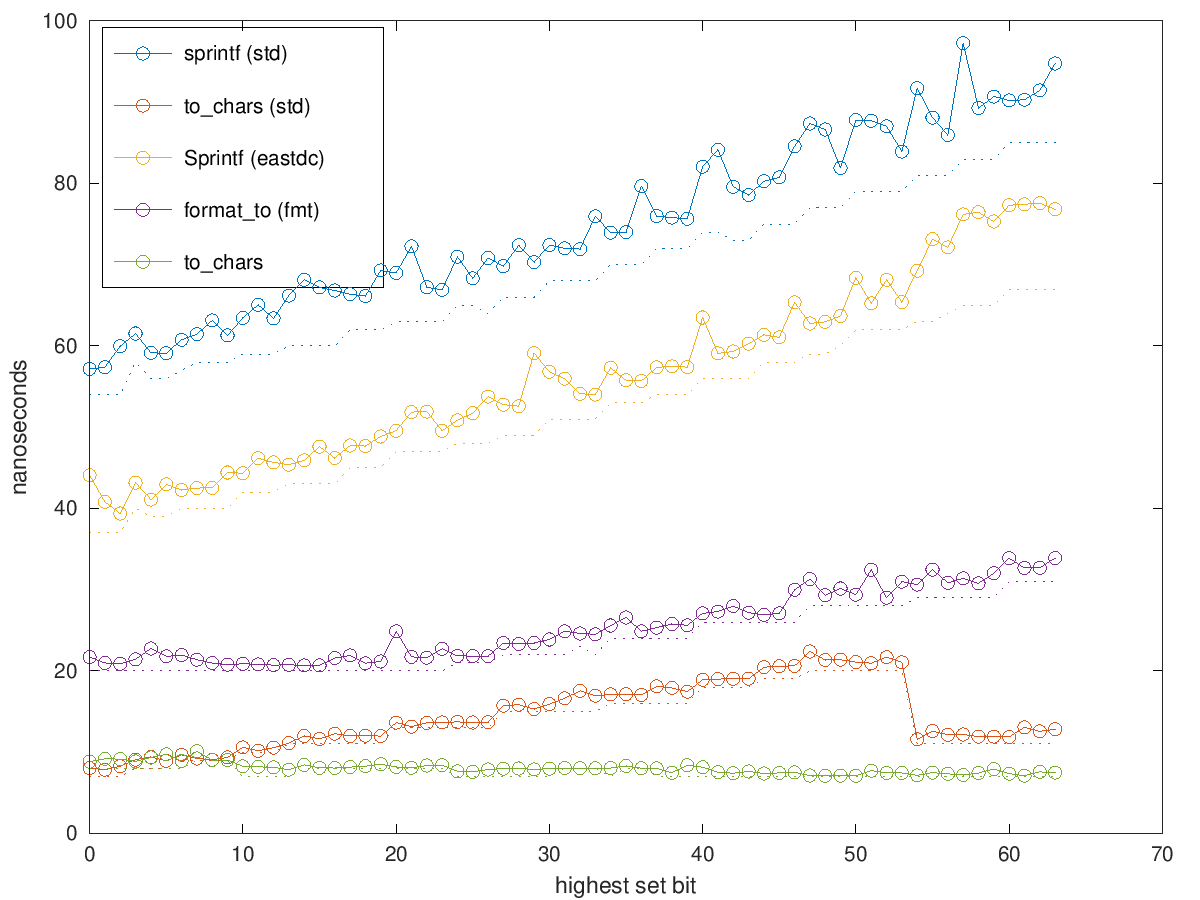 100
80
60
40
20
0
nanoseconds
sprintf (std)
to_chars (std)
Sprintf (eastdc)
format_to (fmt)
to_chars
0 10 20 30 40 50 60 70
highest set bit